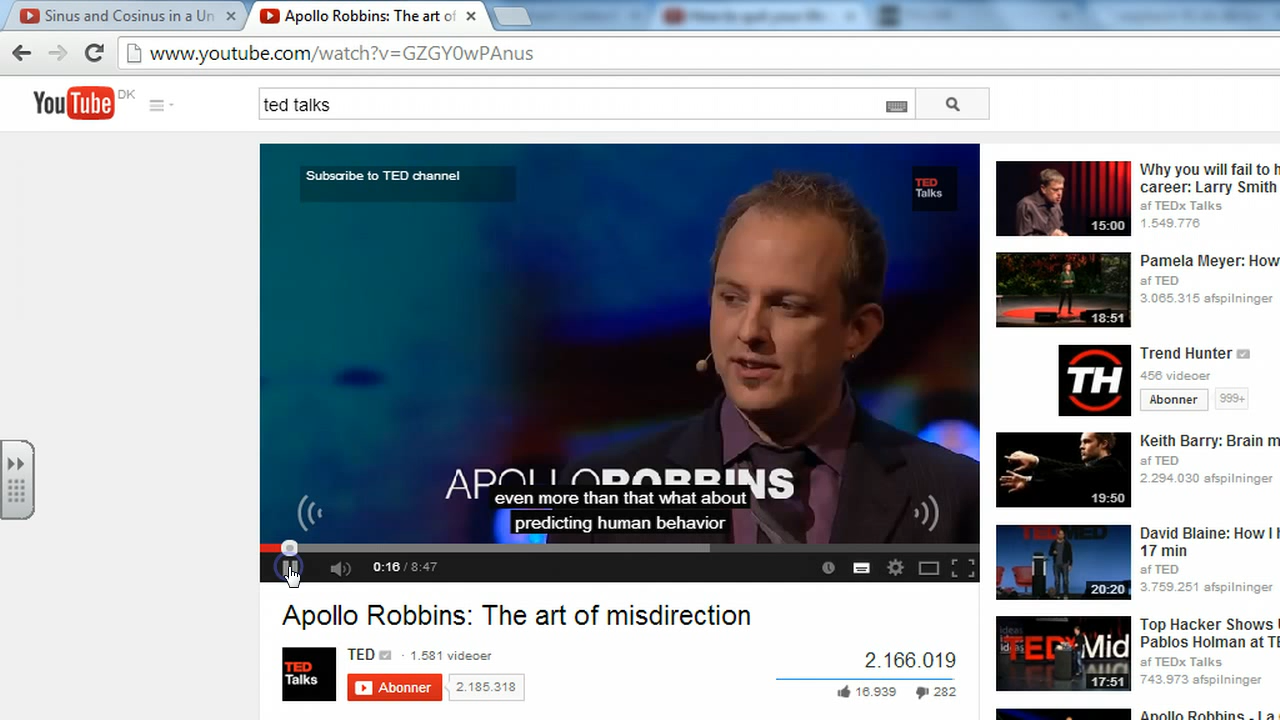 Sinus and Cosinus in a Un
Apollo Robbins: The art of
www.youtube.com/watch?v=GZGY0wPAnus
YouTube DK
ted talks
Subscribe to TED channel
TED
Talks
APOLLO ROBBINS
even more than that what about
predicting human behavior
0:16 / 8:47
Apollo Robbins: The art of misdirection
TED
Talks
TED · 1.581 videoer
Abonner 2.185.318
2.166.019
16.939 282
Why you will fail to h
career: Larry Smith
af TEDx Talks
1.549.776
15:00
Pamela Meyer: How
af TED
3.065.315 afspilninger
18:51
TH
Trend Hunter
456 videoer
Abonner 999+
Keith Barry: Brain m
af TED
2.294.030 afspilninger
19:50
David Blaine: How I h
17 min
af TED
3.759.251 afspilninger
TEDMED
20:20
Top Hacker Shows U
Pablos Holman at TE
af TEDx Talks
743.973 afspilninger
TEDxMid
17:51
Apollo Robbins - La